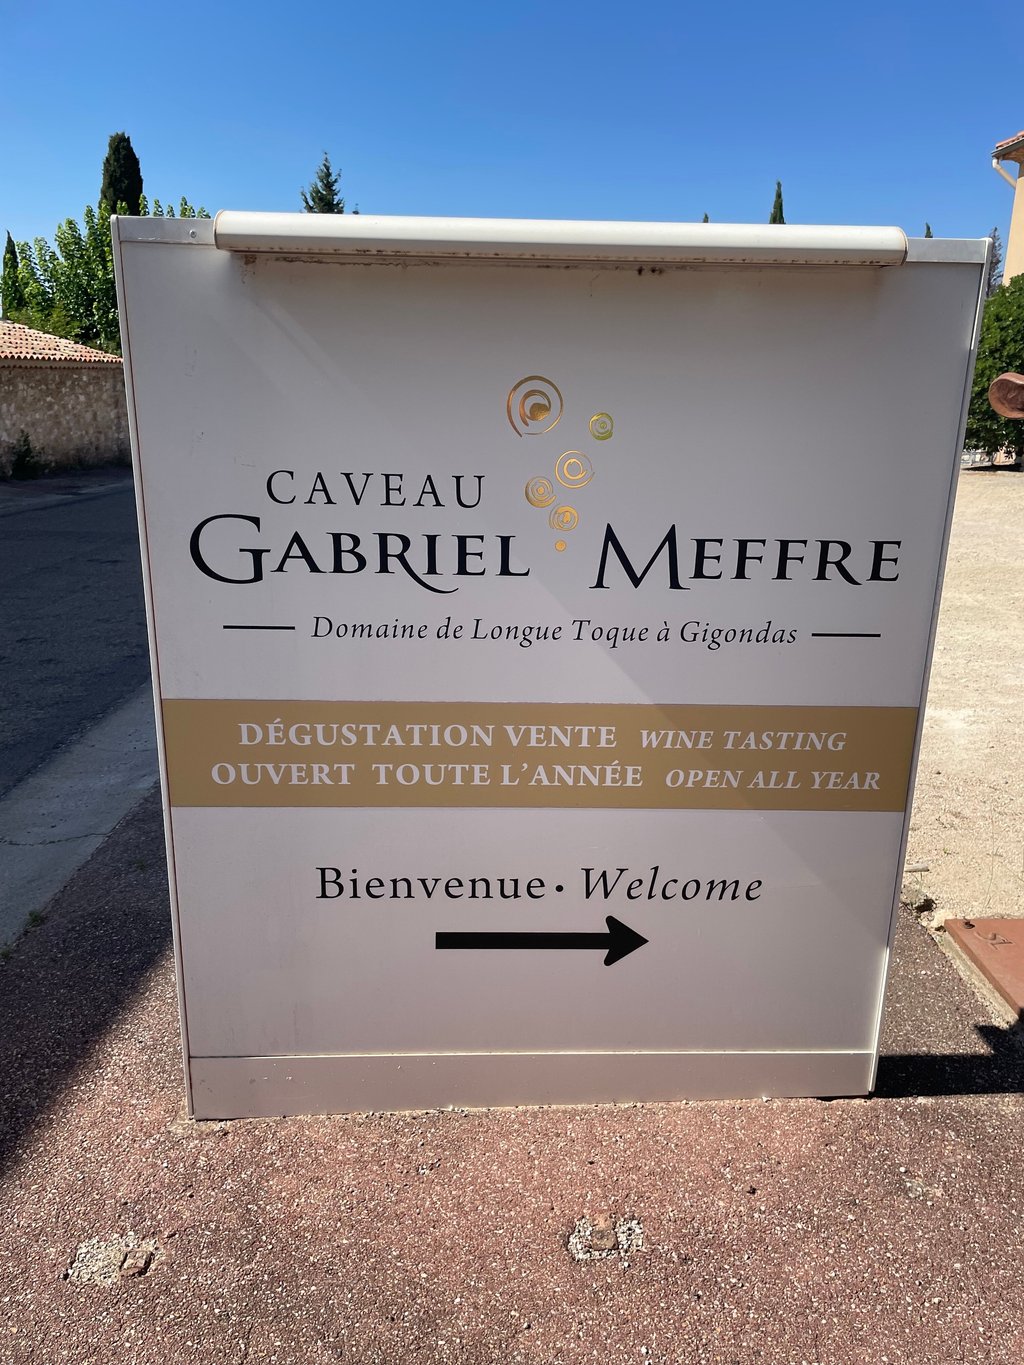 CAVEAU
GABRIEL MEFFRE
Domaine de Longue Toque à Gigondas
DÉGUSTATION VENTE WINE TASTING
OUVERT TOUTE L'ANNÉE OPEN ALL YEAR
Bienvenue • Welcome